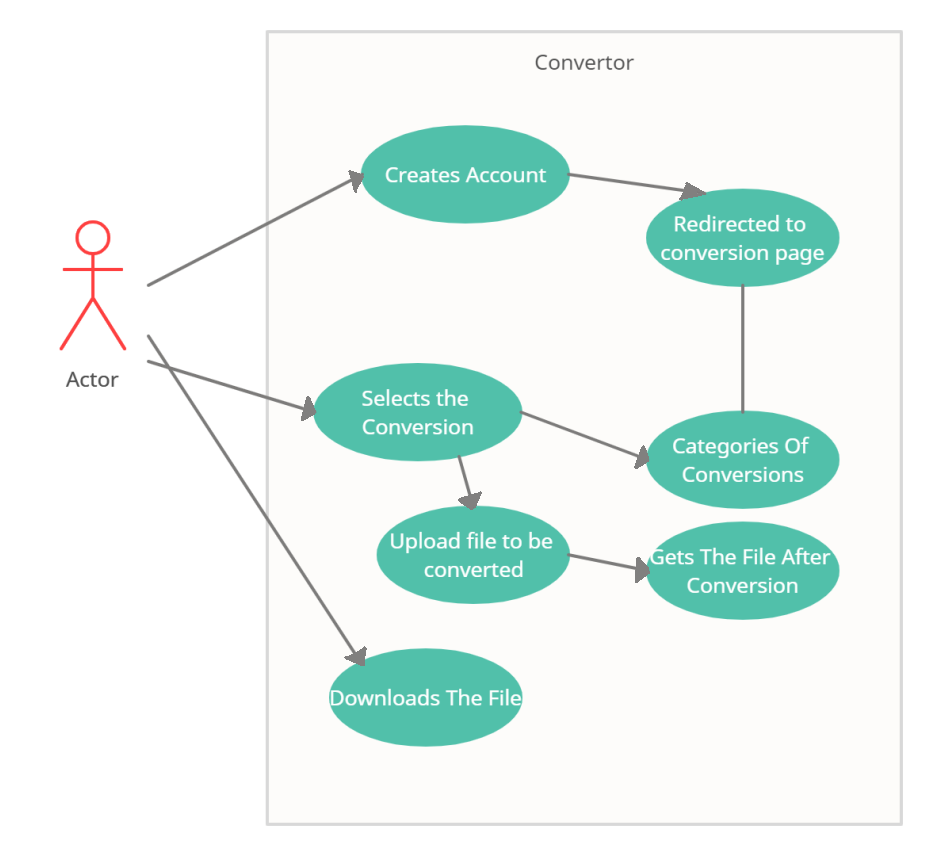 Convertor
Creates Account
Redirected to
conversion page
Actor
Selects the
Conversion
Categories Of
Conversions
Upload file to be
converted
Gets The File After
Conversion
Downloads The File